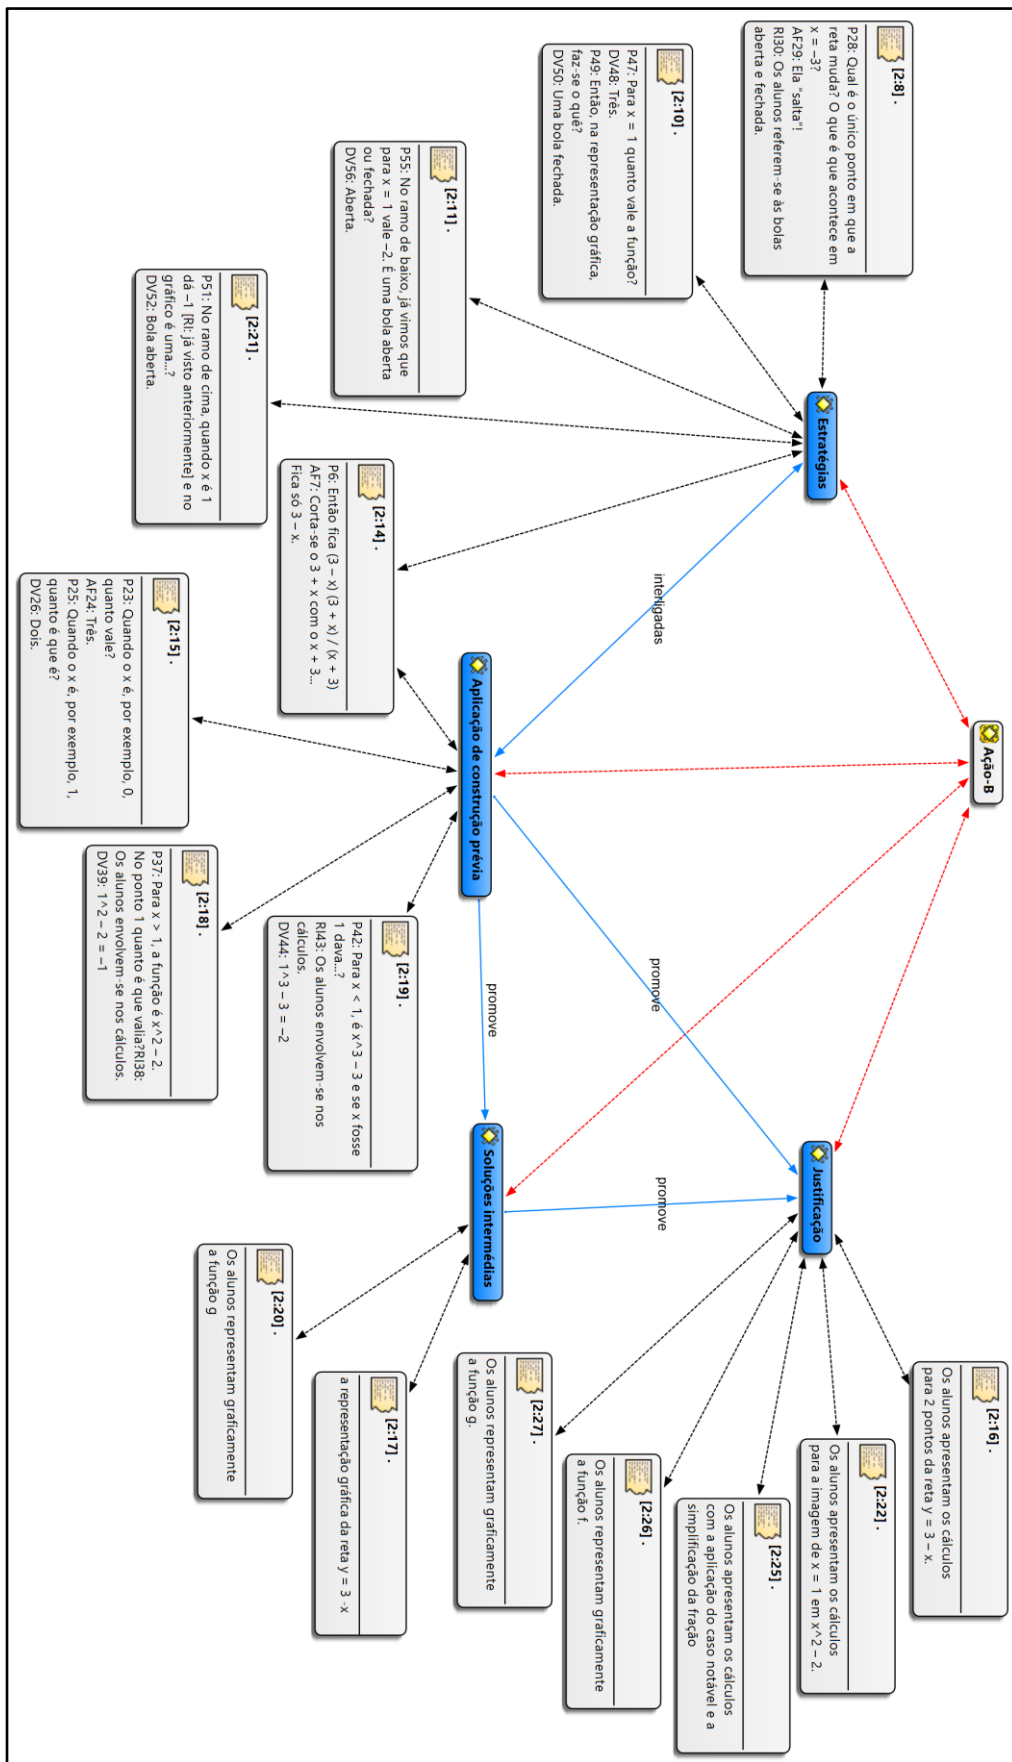 Ação-B
Estratégias
Aplicação de construção prévia
Justificação
Soluções intermédias
interligadas
promove
promove
promove
[2:8] .
P28: Qual é o único ponto em que a
reta muda? O que é que acontece em
x = −3?
AF29: Ela "salta"!
RI30: Os alunos referem-se às bolas
aberta e fechada.
[2:10] .
P47: Para x = 1 quanto vale a função?
DV48: Três.
P49: Então, na representação gráfica,
faz-se o quê?
DV50: Uma bola fechada.
[2:11] .
P55: No ramo de baixo, já vimos que
para x = 1 vale −2. É uma bola aberta
ou fechada?
DV56: Aberta.
[2:21] .
P51: No ramo de cima, quando x é 1
dá −1 [RI: já visto anteriormente] e no
gráfico é uma...?
DV52: Bola aberta.
[2:14] .
P6: Então fica (3 − x) (3 + x) / (x + 3)
AF7: Corta-se o 3 + x com o x + 3...
Fica só 3 − x.
[2:15] .
P23: Quando o x é, por exemplo, 0,
quanto vale?
AF24: Três.
P25: Quando o x é, por exemplo, 1,
quanto é que é?
DV26: Dois.
[2:18] .
P37: Para x > 1, a função é x^2 − 2.
No ponto 1 quanto é que valia?RI38:
Os alunos envolvem-se nos cálculos.
DV39: 1^2 − 2 = −1
[2:19] .
P42: Para x < 1, é x^3 − 3 e se x fosse
1 dava...?
RI43: Os alunos envolvem-se nos
cálculos.
DV44: 1^3 − 3 = −2
[2:20] .
Os alunos representam graficamente
a função g
[2:17] .
a representação gráfica da reta y = 3 -x
[2:27] .
Os alunos representam graficamente
a função g.
[2:26] .
Os alunos representam graficamente
a função f.
[2:25] .
Os alunos apresentam os cálculos
com a aplicação do caso notável e a
simplificação da fração
[2:22] .
Os alunos apresentam os cálculos
para a imagem de x = 1 em x^2 − 2.
[2:16] .
Os alunos apresentam os cálculos
para 2 pontos da reta y = 3 − x.